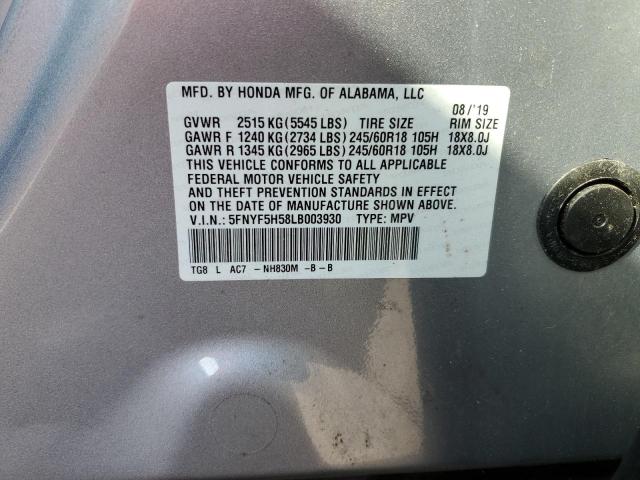 MFD. BY HONDA MFG. OF ALABAMA, LLC
08/'19
GVWR 2515 KG(5545 LBS) TIRE SIZE RIM SIZE
GAWR F 1240 KG(2734 LBS)245/60R18 105H 18X8.0J
GAWR R 1345 KG(2965 LBS)245/60R18 105H 18X8.0J
THIS VEHICLE CONFORMS TO ALL APPLICABLE
FEDERAL MOTOR VEHICLE SAFETY
AND THEFT PREVENTION STANDARDS IN EFFECT
ON THE DATE OF MANUFACTURE SHOWN ABOVE.
V.I.N.: 5FNYF5H58LB003930 TYPE: MPV
TG8 L AC7 -NH830M -B-B